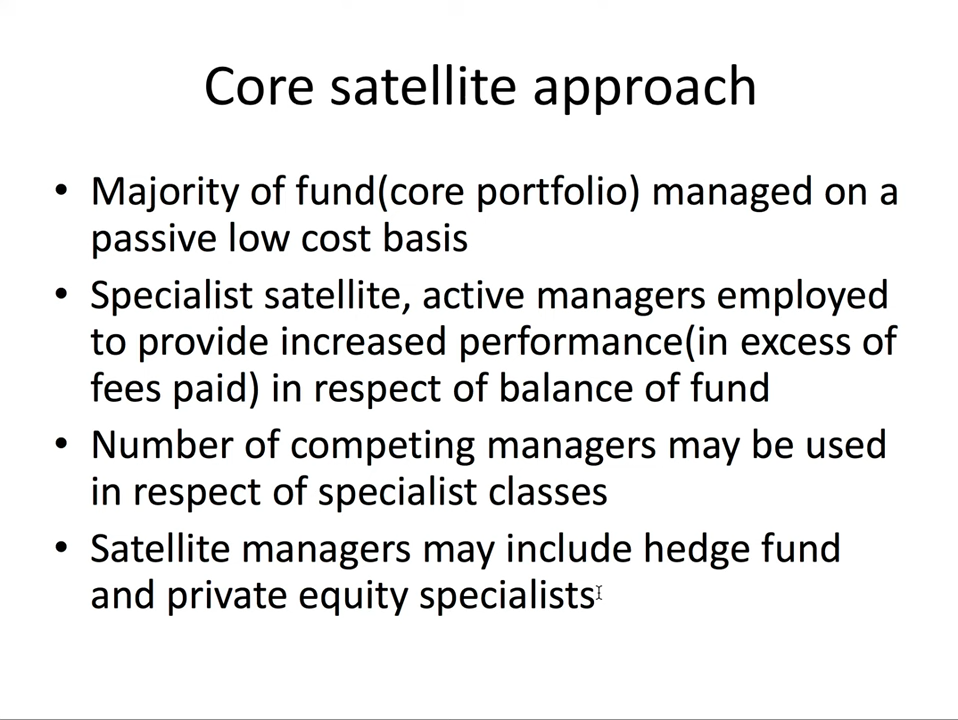 Core satellite approach
• Majority of fund(core portfolio) managed on a
passive low cost basis
• Specialist satellite, active managers employed
to provide increased performance(in excess of
fees paid) in respect of balance of fund
• Number of competing managers may be used
in respect of specialist classes
• Satellite managers may include hedge fund
and private equity specialists